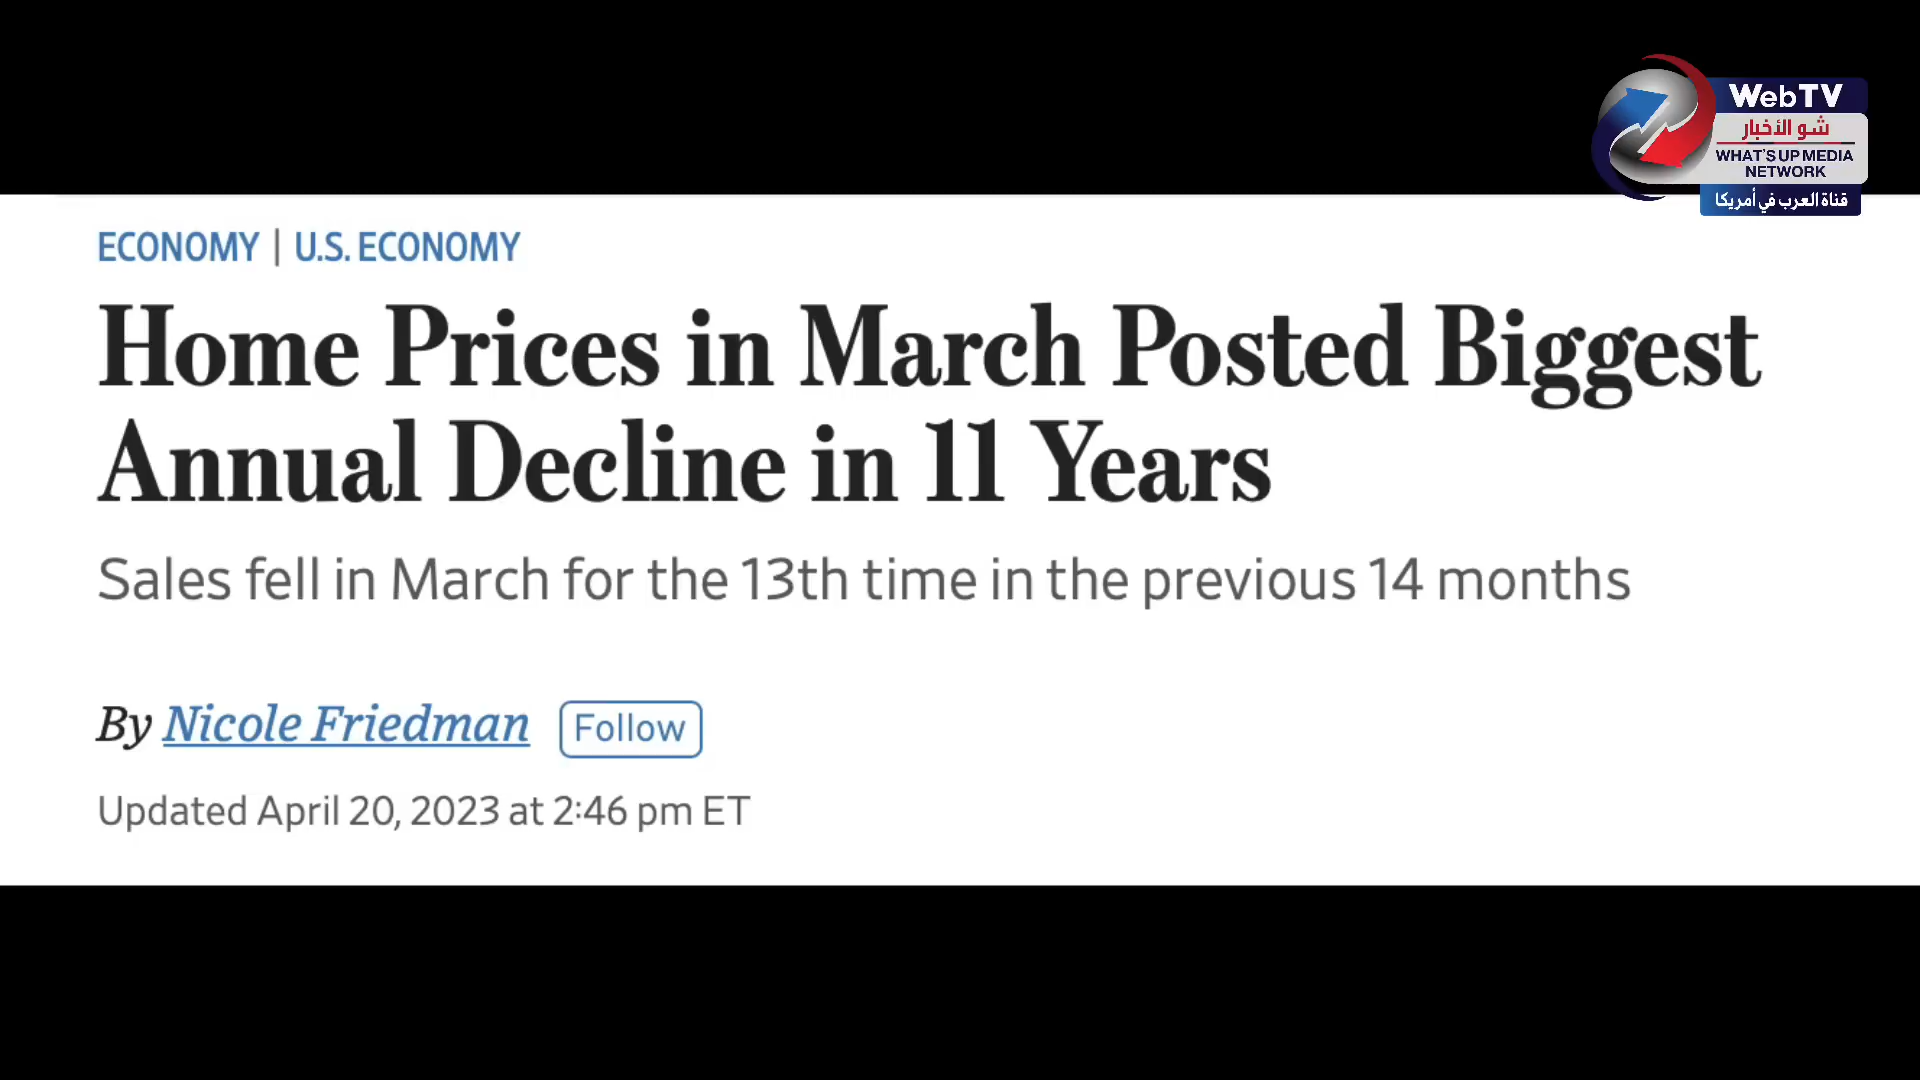 WebTV
شو الأخبار
WHAT'S UP MEDIA
NETWORK
قناة العرب في أمريكا
ECONOMY | U.S. ECONOMY
Home Prices in March Posted Biggest
Annual Decline in 11 Years
Sales fell in March for the 13th time in the previous 14 months
By Nicole Friedman Follow
Updated April 20, 2023 at 2:46 pm ET